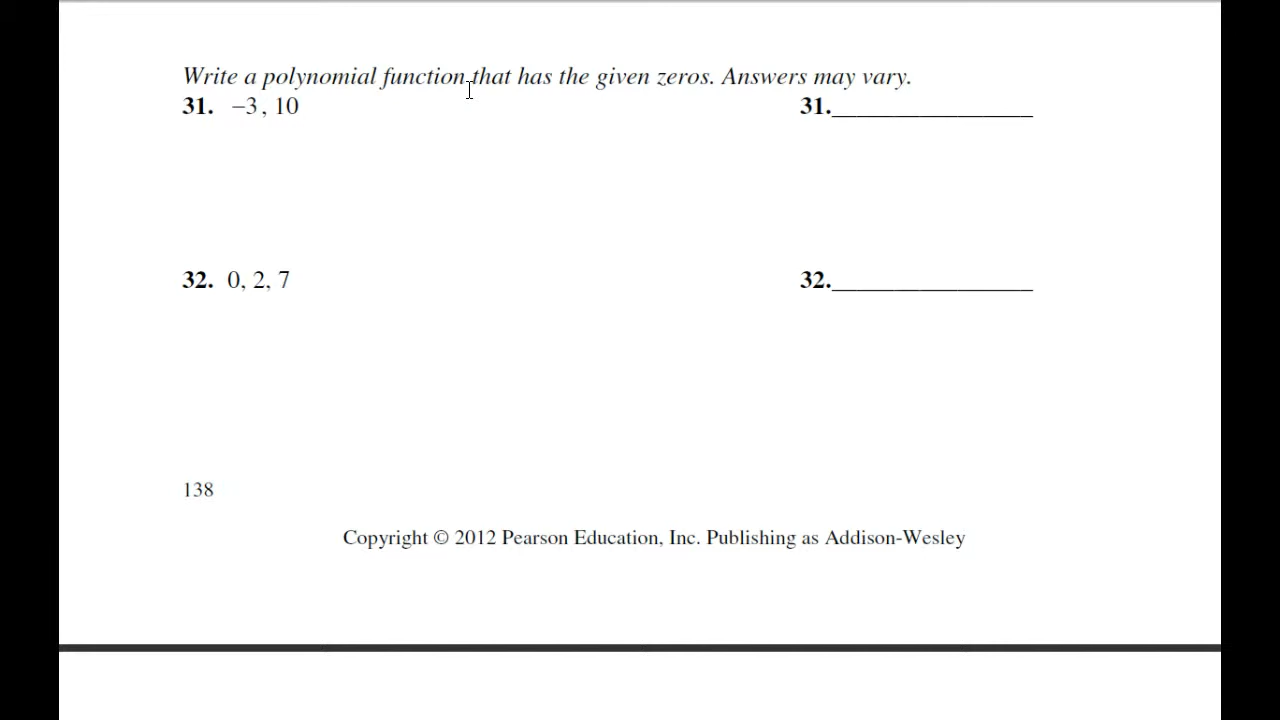 Write a polynomial function that has the given zeros. Answers may vary.
31. −3, 10 31.________________
32. 0, 2, 7 32.________________
138
Copyright © 2012 Pearson Education, Inc. Publishing as Addison-Wesley